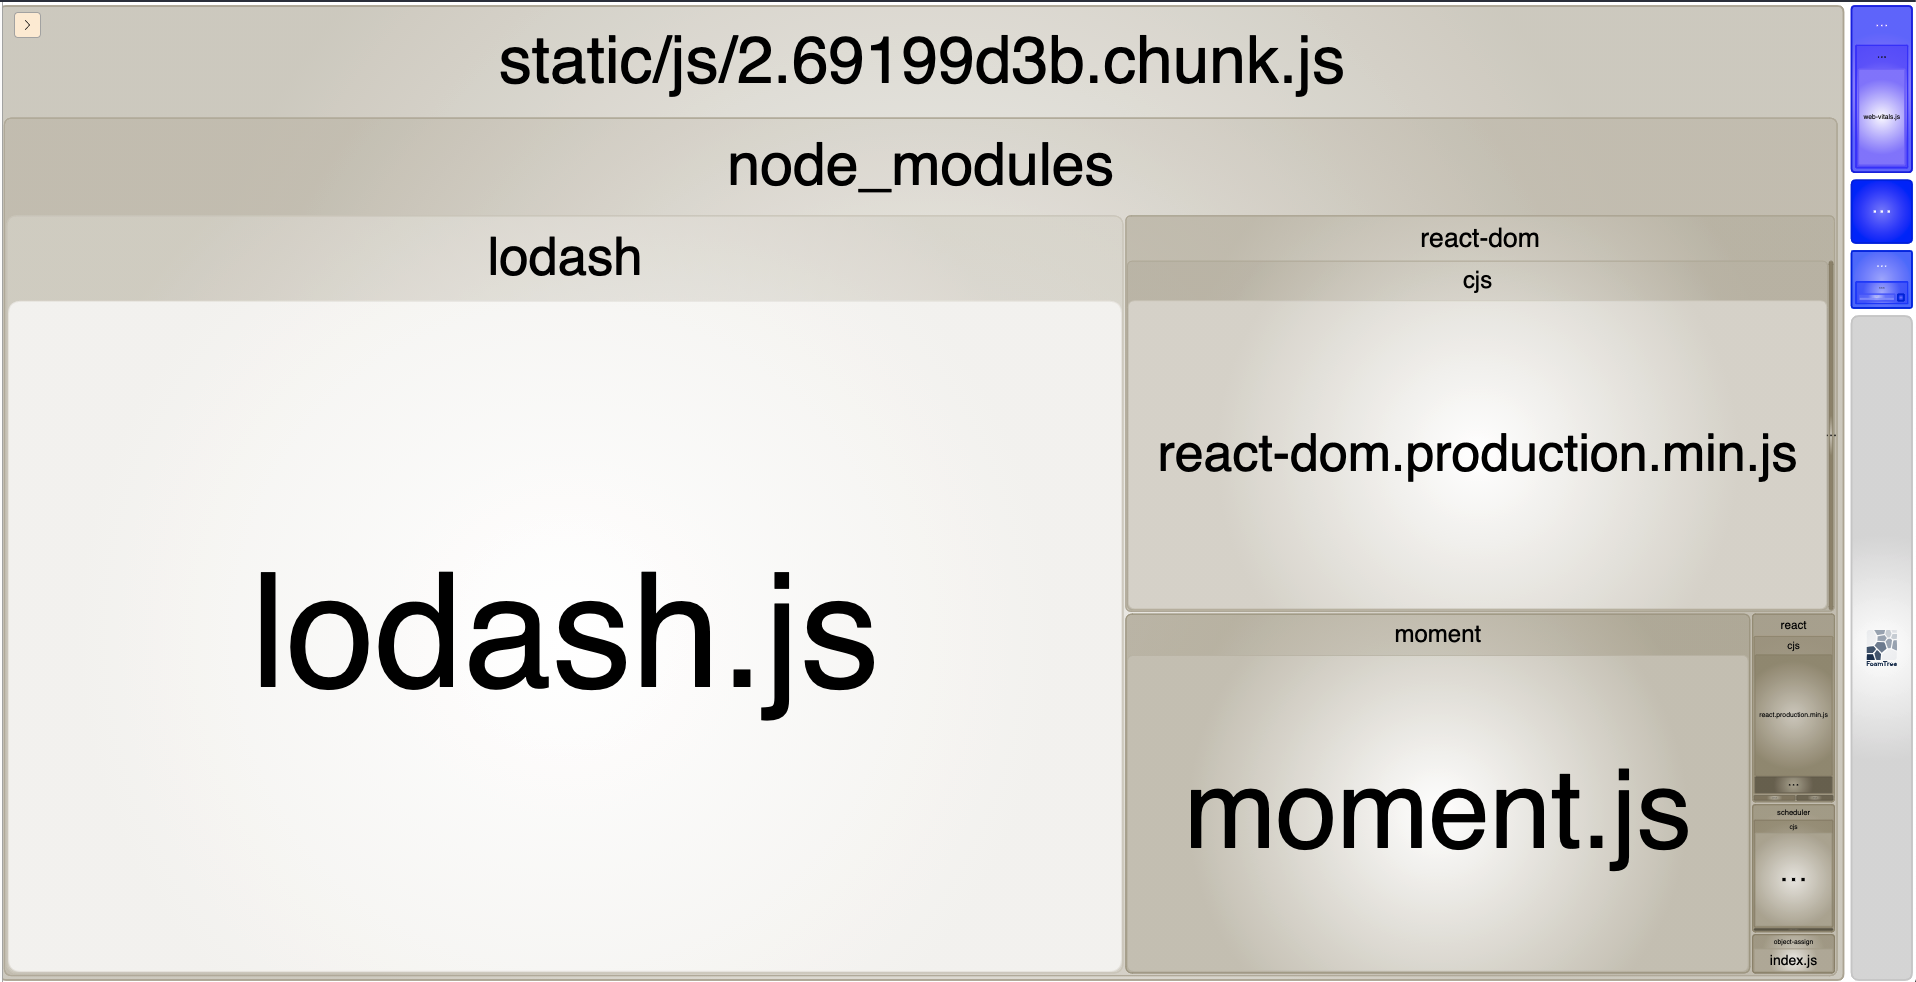 static/js/2.69199d3b.chunk.js
node_modules
lodash
lodash.js
react-dom
cjs
react-dom.production.min.js
...
moment
moment.js
react
cjs
react.production.min.js
...
scheduler
cjs
...
object-assign
index.js
...
...
web-vitals.js
...
...
...
FoamTree